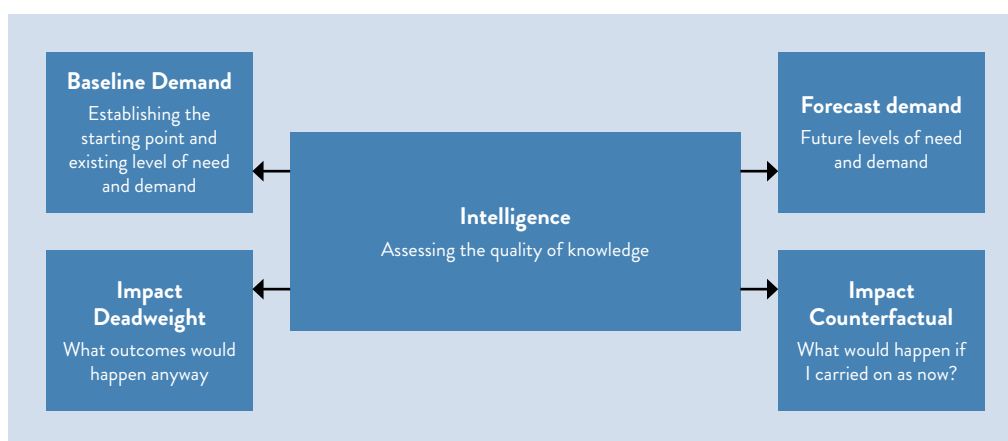 Baseline Demand
Establishing the
starting point and
existing level of need
and demand
Impact
Deadweight
What outcomes would
happen anyway
Intelligence
Assessing the quality of knowledge
Forecast demand
Future levels of need
and demand
Impact
Counterfactual
What would happen if
I carried on as now?